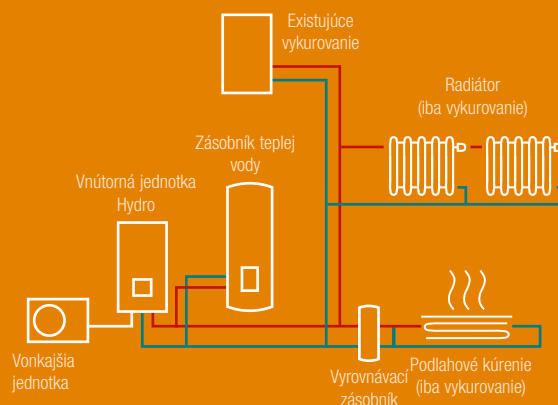 Existujúce
vykurovanie
Radiátor
(iba vykurovanie)
Zásobník teplej
vody
Vnútorná jednotka
Hydro
Vonkajšia
jednotka
Vyrovnávací
zásobník
Podlahové kúrenie
(iba vykurovanie)